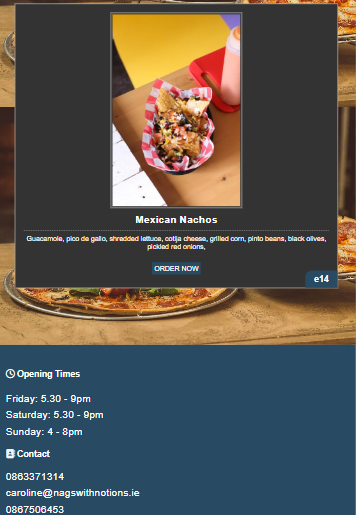 Mexican Nachos
Guacamole, pico de gallo, shredded lettuce, cotija cheese, grilled corn, pinto beans, black olives,
pickled red onions,
ORDER NOW
e14
Opening Times
Friday: 5.30 - 9pm
Saturday: 5.30 - 9pm
Sunday: 4 - 8pm
Contact
0863371314
caroline@nagswithnotions.ie
0867506453